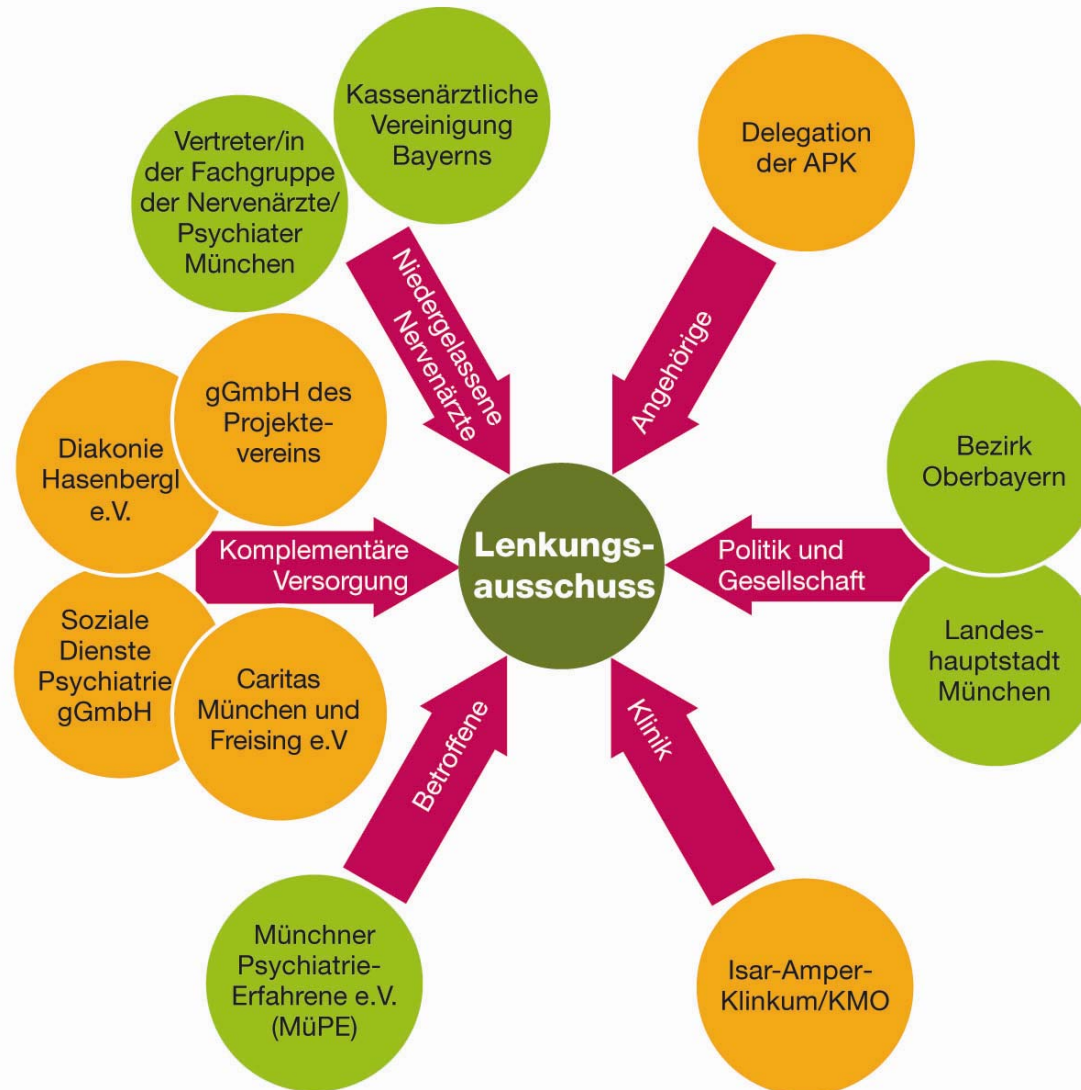 Kassenärztliche
Vereinigung
Bayerns
Vertreter/in
der Fachgruppe
der Nervenärzte/
Psychiater
München
Delegation
der APK
Niedergelassene
Nervenärzte
Angehörige
gGmbH des
Projekte-
vereins
Diakonie
Hasenbergl
e.V.
Bezirk
Oberbayern
Komplementäre
Versorgung
Lenkungs-
ausschuss
Politik und
Gesellschaft
Soziale
Dienste
Psychiatrie
gGmbH
Caritas
München und
Freising e.V
Landes-
hauptstadt
München
Betroffene
Klinik
Münchner
Psychiatrie-
Erfahrene e.V.
(MüPE)
Isar-Amper-
Klinkum/KMO